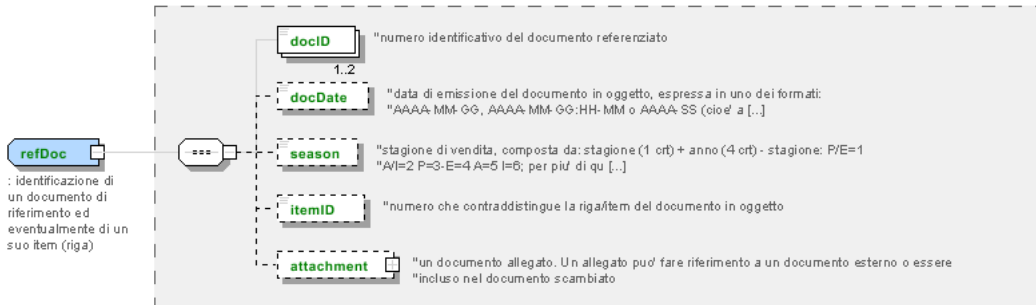 docID
"numero identificativo del documento referenziato
1..2
docDate
"data di emissione del documento in oggetto, espressa in uno dei formati:
"AAAA-MM-GG, AAAA-MM-GG:HH-MM o AAAA-SS (cioe' a [...]
refDoc
season
"stagione di vendita, composta da: stagione (1 crt) + anno (4 crt) - stagione: P/E=1
"A/I=2 P=3-E=4 A=5 I=6; per piu' di qu [...]
: identificazione di
un documento di
riferimento ed
eventualmente di un
suo item (riga)
itemID
"numero che contraddistingue la riga/item del documento in oggetto
attachment
"un documento allegato. Un allegato puo' fare riferimento a un documento esterno o essere
"incluso nel documento scambiato